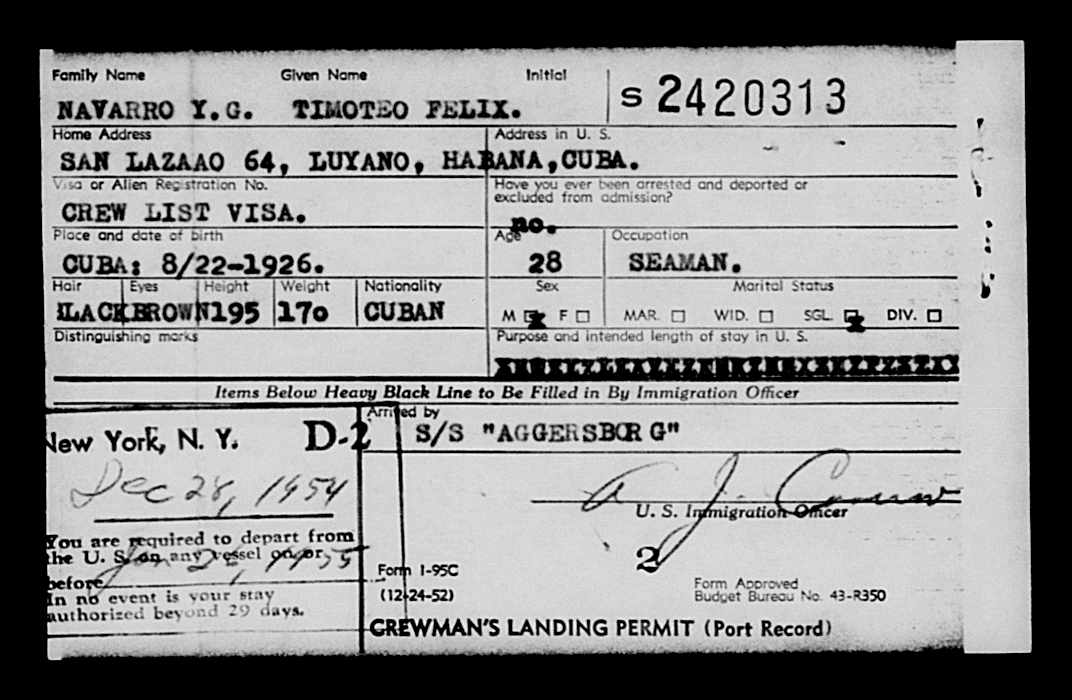 Family Name Given Name Initial
NAVARRO Y.G. TIMOTEO FELIX. S 2420313
Home Address Address in U. S.
SAN LAZAAO 64, LUYANO, HABANA, CUBA.
Visa or Alien Registration No. Have you ever been arrested and deported or excluded from admission?
CREW LIST VISA. no.
Place and date of birth Age Occupation
CUBA: 8/22-1926. 28 SEAMAN.
Hair Eyes Height Weight Nationality Sex Marital Status
BLACK BROWN 195 170 CUBAN M F MAR. WID. SGL. DIV.
Distinguishing marks Purpose and intended length of stay in U. S.
Items Below Heavy Black Line to Be Filled in By Immigration Officer
Arrived by
New York, N. Y. D-2 S/S "AGGERSBORG"
Dec 28, 1954
U. S. Immigration Officer
You are required to depart from
the U. S. on any vessel on or
before
In no event is your stay
authorized beyond 29 days.
2
Form I-95C
(12-24-52)
Form Approved
Budget Bureau No. 43-R350
CREWMAN'S LANDING PERMIT (Port Record)